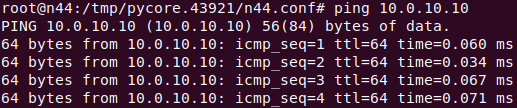 root@n44:/tmp/pycore.43921/n44.conf# ping 10.0.10.10
PING 10.0.10.10 (10.0.10.10) 56(84) bytes of data.
64 bytes from 10.0.10.10: icmp_seq=1 ttl=64 time=0.060 ms
64 bytes from 10.0.10.10: icmp_seq=2 ttl=64 time=0.034 ms
64 bytes from 10.0.10.10: icmp_seq=3 ttl=64 time=0.067 ms
64 bytes from 10.0.10.10: icmp_seq=4 ttl=64 time=0.071 ms